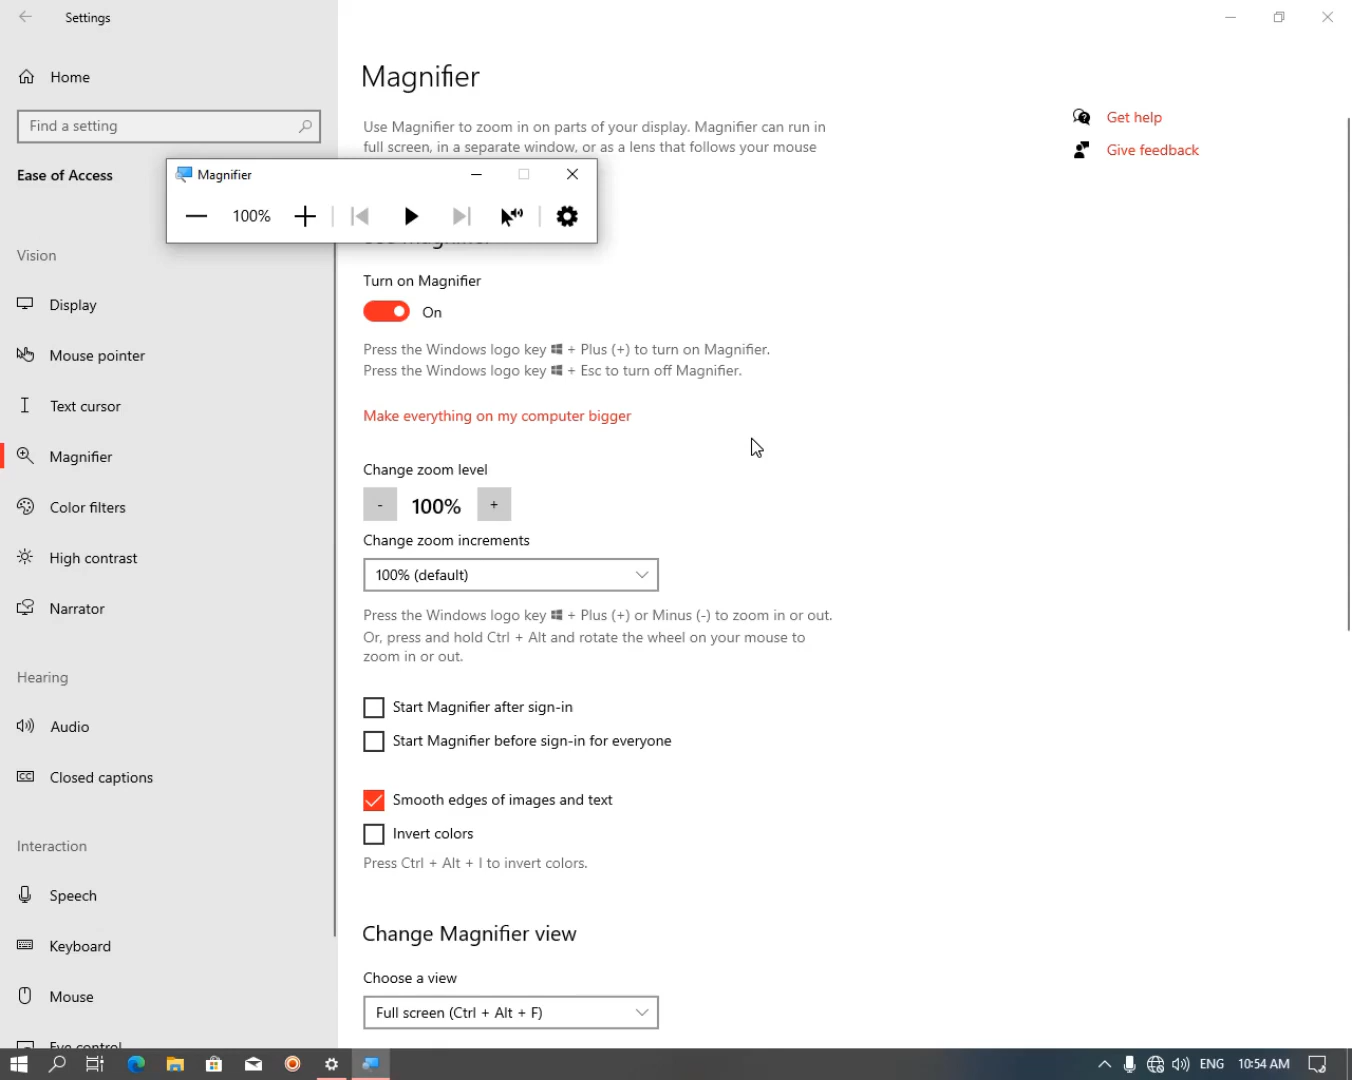 Settings
Home
Find a setting
Ease of Access
Vision
Display
Mouse pointer
Text cursor
Magnifier
Color filters
High contrast
Narrator
Hearing
Audio
Closed captions
Interaction
Speech
Keyboard
Mouse
Eye control
Magnifier
Use Magnifier to zoom in on parts of your display. Magnifier can run in
full screen, in a separate window, or as a lens that follows your mouse
Magnifier
100%
Turn on Magnifier
On
Press the Windows logo key + Plus (+) to turn on Magnifier.
Press the Windows logo key + Esc to turn off Magnifier.
Make everything on my computer bigger
Change zoom level
- 100% +
Change zoom increments
100% (default)
Press the Windows logo key + Plus (+) or Minus (-) to zoom in or out.
Or, press and hold Ctrl + Alt and rotate the wheel on your mouse to
zoom in or out.
Start Magnifier after sign-in
Start Magnifier before sign-in for everyone
Smooth edges of images and text
Invert colors
Press Ctrl + Alt + I to invert colors.
Change Magnifier view
Choose a view
Full screen (Ctrl + Alt + F)
Get help
Give feedback
ENG 10:54 AM